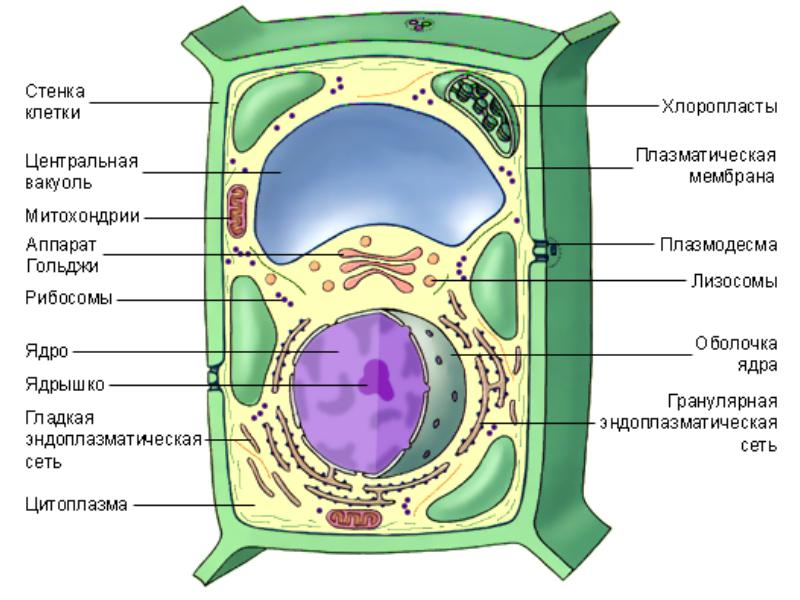 Стенка
клетки
Центральная
вакуоль
Митохондрии
Аппарат
Гольджи
Рибосомы
Ядро
Ядрышко
Гладкая
эндоплазматическая
сеть
Цитоплазма
Хлоропласты
Плазматическая
мембрана
Плазмодесма
Лизосомы
Оболочка
ядра
Гранулярная
эндоплазматическая
сеть